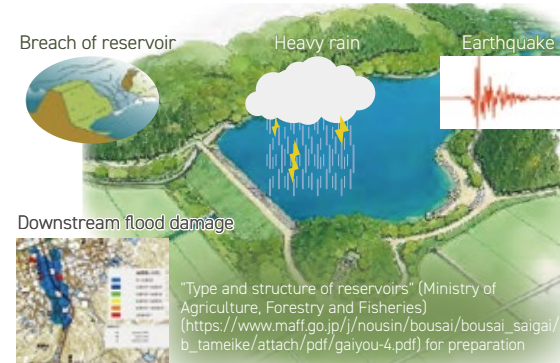 Breach of reservoir
Heavy rain
Earthquake
Downstream flood damage
"Type and structure of reservoirs" (Ministry of
Agriculture, Forestry and Fisheries)
(https://www.maff.go.jp/j/nousin/bousai/bousai_saigai/
b_tameike/attach/pdf/gaiyou-4.pdf) for preparation